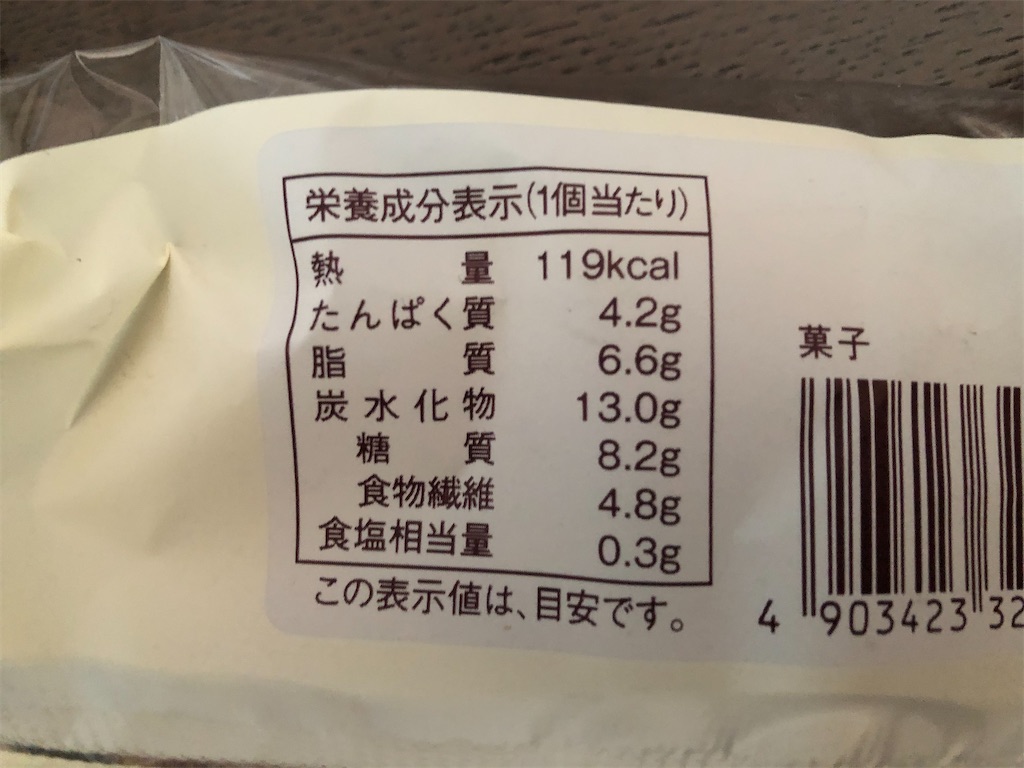 栄養成分表示(1個当たり)
熱量 119kcal
たんぱく質 4.2g
脂質 6.6g
炭水化物 13.0g
糖質 8.2g
食物繊維 4.8g
食塩相当量 0.3g
この表示値は、目安です。
菓子
4 903423 32